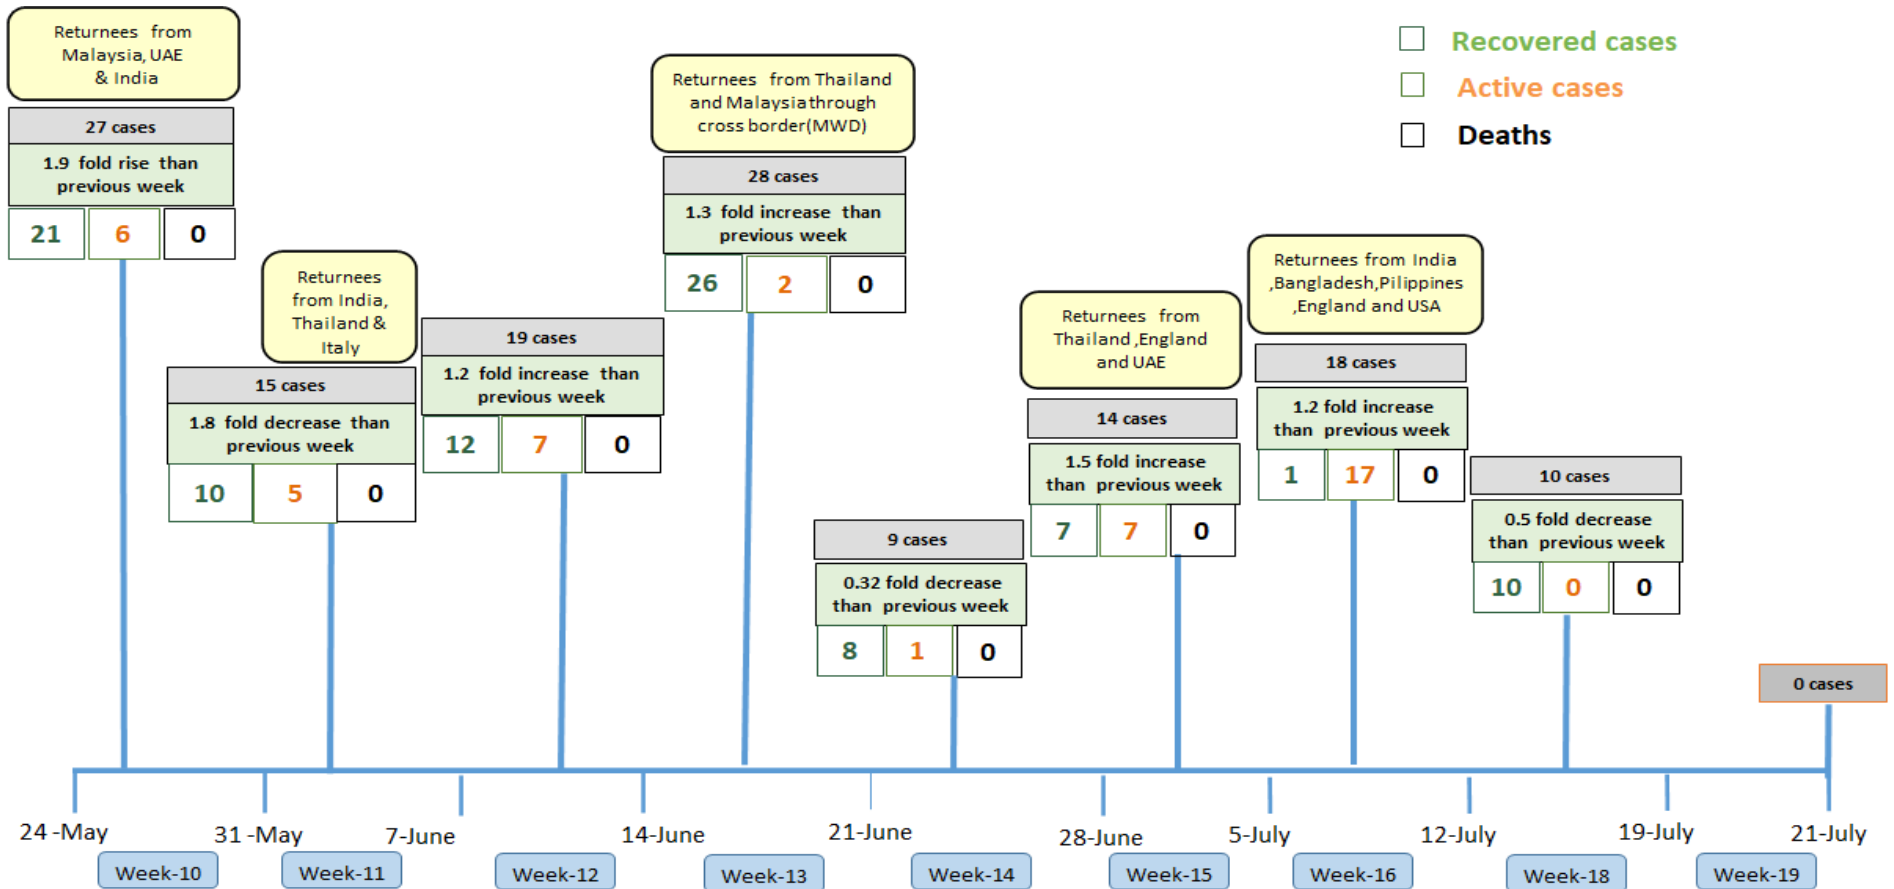 Returnees from
Malaysia, UAE
& India
27 cases
1.9 fold rise than
previous week
21 6 0
Returnees
from India,
Thailand &
Italy
15 cases
1.8 fold decrease than
previous week
10 5 0
19 cases
1.2 fold increase than
previous week
12 7 0
Returnees from Thailand
and Malaysiathrough
cross border(MWD)
28 cases
1.3 fold increase than
previous week
26 2 0
9 cases
0.32 fold decrease
than previous week
8 1 0
Returnees from
Thailand ,England
and UAE
14 cases
1.5 fold increase
than previous week
7 7 0
Returnees from India
,Bangladesh,Pilippines
,England and USA
18 cases
1.2 fold increase
than previous week
1 17 0
10 cases
0.5 fold decrease
than previous week
10 0 0
0 cases
Recovered cases
Active cases
Deaths
24 -May 31 -May 7-June 14-June 21-June 28-June 5-July 12-July 19-July 21-July
Week-10 Week-11 Week-12 Week-13 Week-14 Week-15 Week-16 Week-18 Week-19